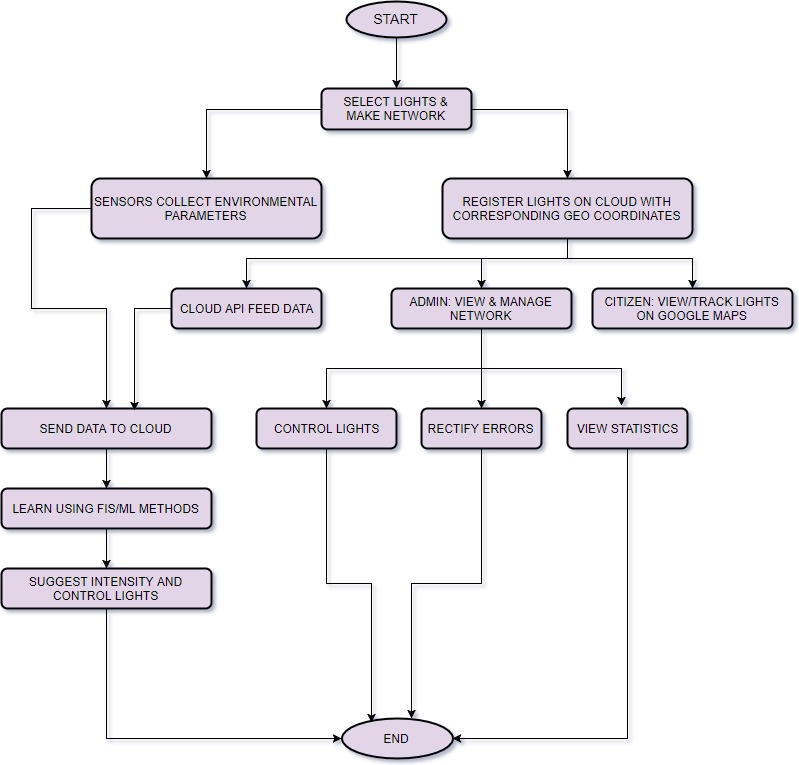 START
SELECT LIGHTS &
MAKE NETWORK
SENSORS COLLECT ENVIRONMENTAL
PARAMETERS
REGISTER LIGHTS ON CLOUD WITH
CORRESPONDING GEO COORDINATES
CLOUD API FEED DATA
ADMIN: VIEW & MANAGE
NETWORK
CITIZEN: VIEW/TRACK LIGHTS
ON GOOGLE MAPS
SEND DATA TO CLOUD
CONTROL LIGHTS
RECTIFY ERRORS
VIEW STATISTICS
LEARN USING FIS/ML METHODS
SUGGEST INTENSITY AND
CONTROL LIGHTS
END